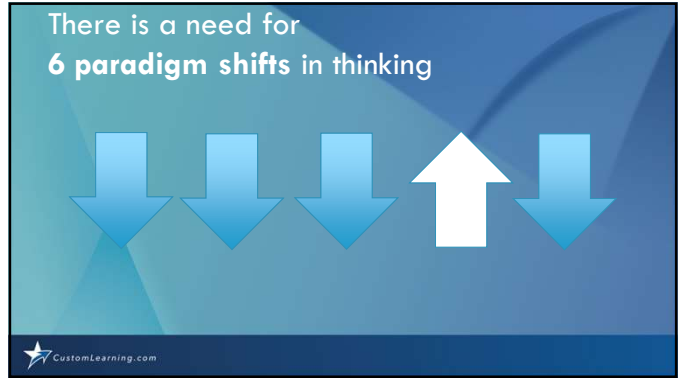 There is a need for
6 paradigm shifts in thinking
CustomLearning.com